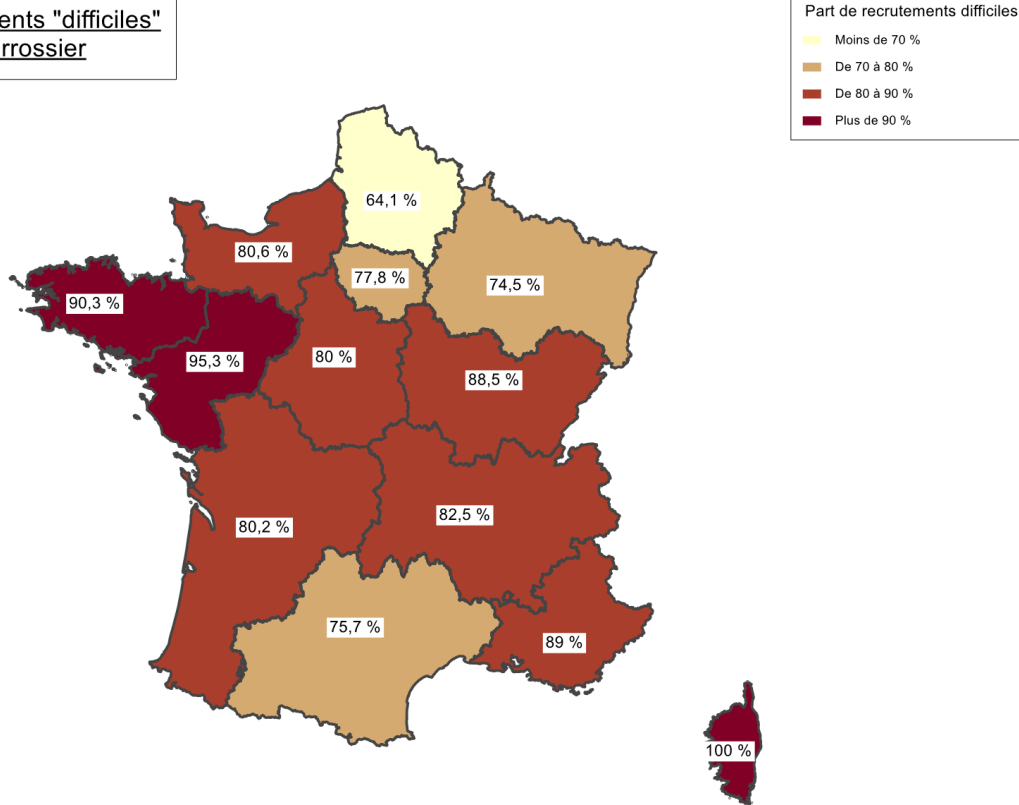 "difficiles"
Part de recrutements difficiles
Moins de 70 %
De 70 à 80 %
De 80 à 90 %
Plus de 90 %
64,1 %
80,6 %
77,8 %
74,5 %
90,3 %
95,3 %
80 %
88,5 %
80,2 %
82,5 %
75,7 %
89 %
100 %